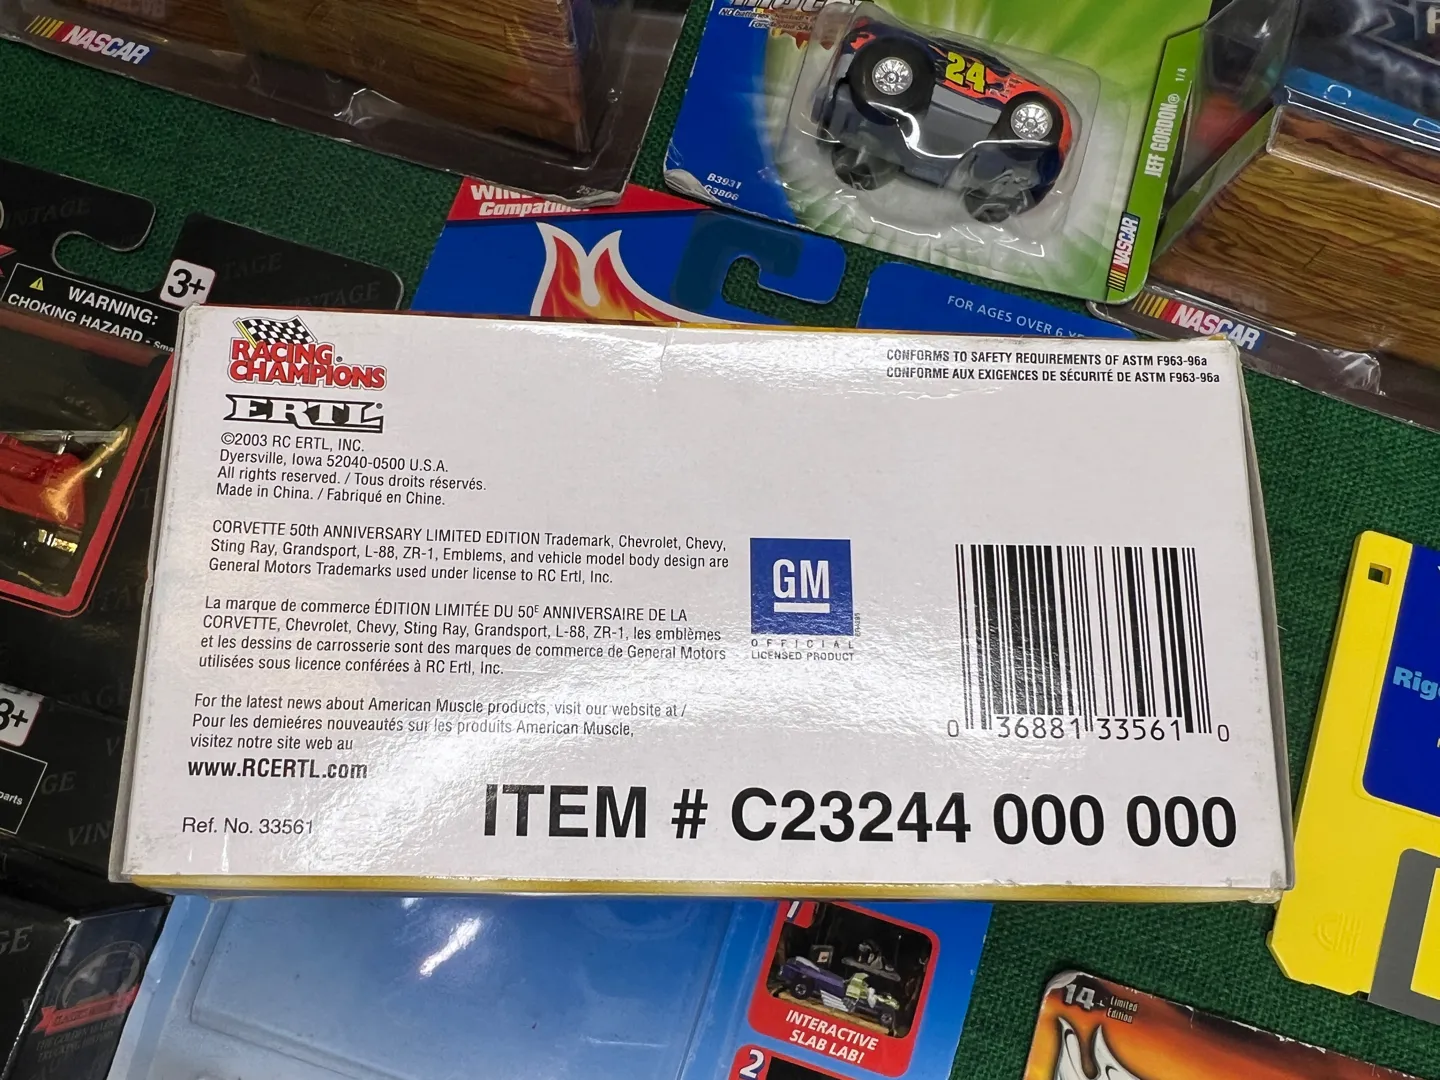 NASCAR
24
B3931
G3806
JEFF GORDON® 1/4
NASCAR
NASCAR
Compatible
FOR AGES OVER 6
VINTAGE
3+
WARNING:
CHOKING HAZARD - Small
RACING
CHAMPIONS
ERTL
©2003 RC ERTL, INC.
Dyersville, Iowa 52040-0500 U.S.A.
All rights reserved. / Tous droits réservés.
Made in China. / Fabriqué en Chine.
CONFORMS TO SAFETY REQUIREMENTS OF ASTM F963-96a
CONFORME AUX EXIGENCES DE SÉCURITÉ DE ASTM F963-96a
CORVETTE 50th ANNIVERSARY LIMITED EDITION Trademark, Chevrolet, Chevy,
Sting Ray, Grandsport, L-88, ZR-1, Emblems, and vehicle model body design are
General Motors Trademarks used under license to RC Ertl, Inc.
La marque de commerce ÉDITION LIMITÉE DU 50E ANNIVERSAIRE DE LA
CORVETTE, Chevrolet, Chevy, Sting Ray, Grandsport, L-88, ZR-1, les emblèmes
et les dessins de carrosserie sont des marques de commerce de General Motors
utilisées sous licence conférées à RC Ertl, Inc.
GM
OFFICIAL
LICENSED PRODUCT
For the latest news about American Muscle products, visit our website at /
Pour les demieéres nouveautés sur les produits American Muscle,
visitez notre site web au
www.RCERTL.com
0 36881 33561 0
Ref. No. 33561
ITEM # C23244 000 000
3+
parts
1
INTERACTIVE
SLAB LAB!
2
14
Limited
Edition